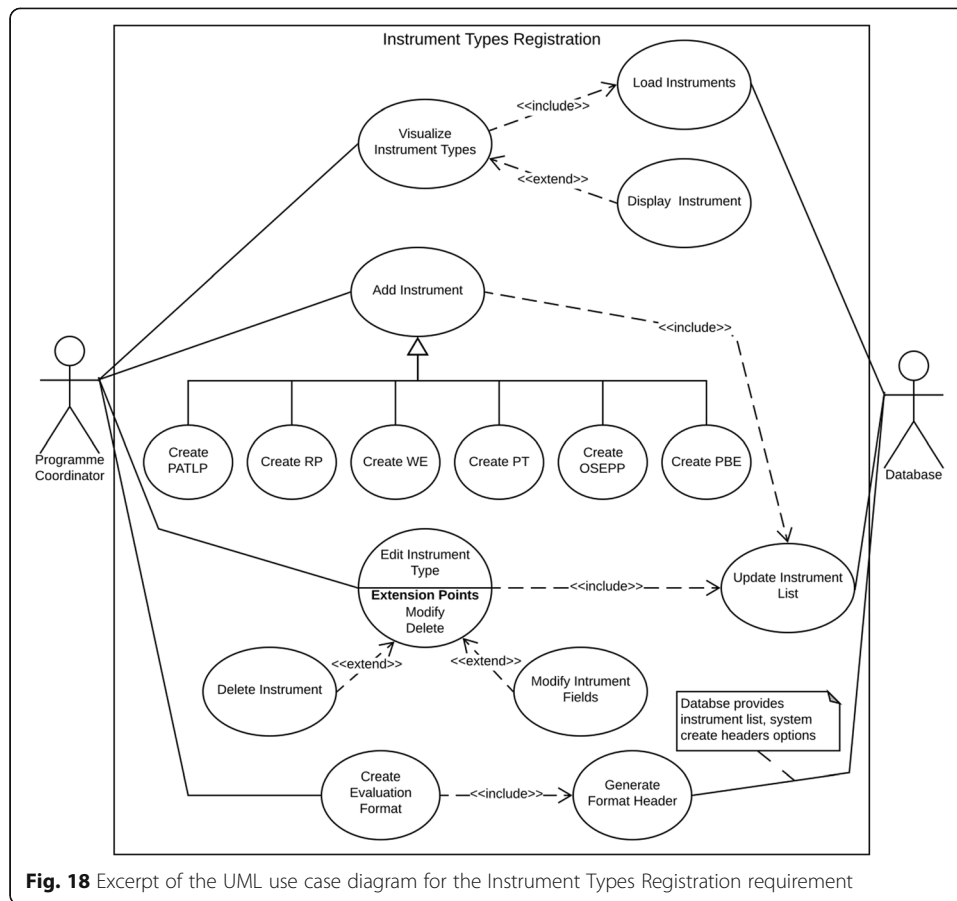 Instrument Types Registration
Load Instruments
<<include>>
Visualize
Instrument Types
<<extend>>
Display Instrument
Add Instrument
<<include>>
Programme
Coordinator
Database
Create
PATLP
Create RP
Create WE
Create PT
Create
OSEPP
Create PBE
Edit Instrument
Type
Extension Points
Modify
Delete
<<include>>
Update Instrument
List
<<extend>>
<<extend>>
Delete Instrument
Modify Intrument
Fields
Databse provides
instrument list, system
create headers options
Create
Evaluation
Format
<<include>>
Generate
Format Header
Fig. 18 Excerpt of the UML use case diagram for the Instrument Types Registration requirement